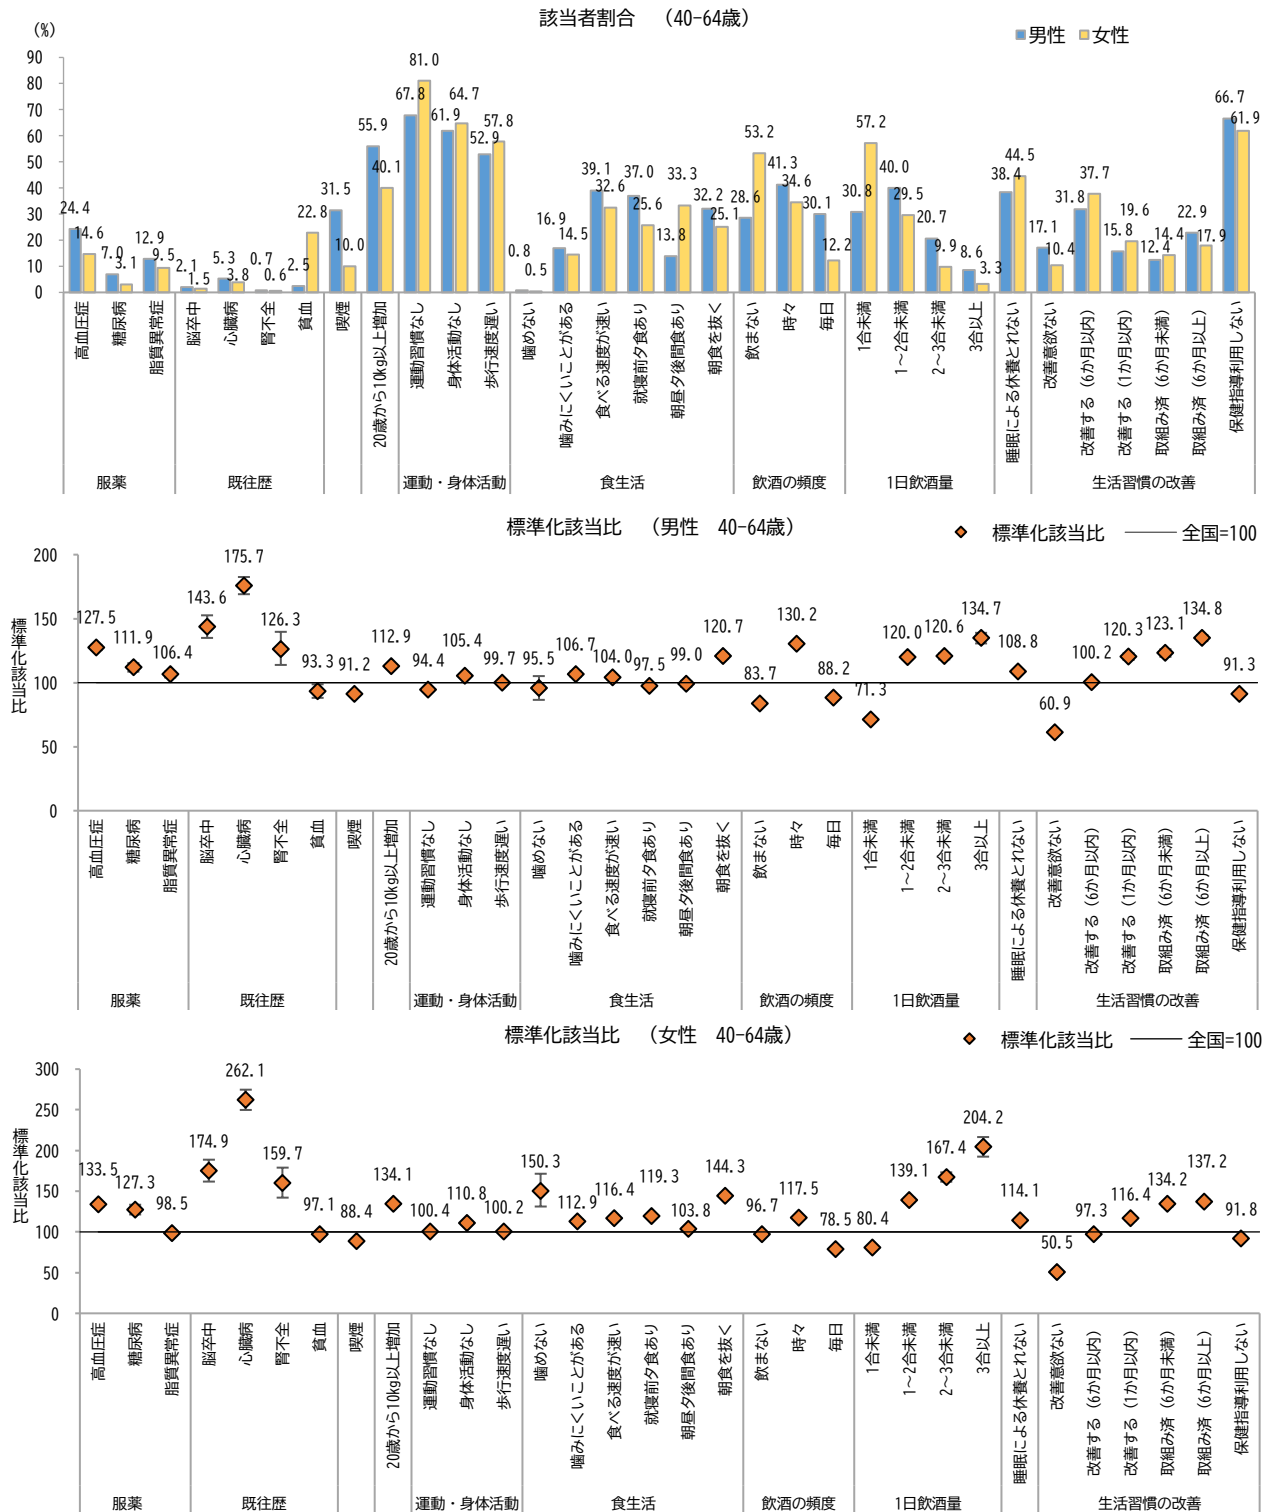 該当者割合　（40-64歳）
(%)
男性 女性
90
80
70
60
50
40
30
20
10
0
24.4 14.6 7.0 3.1 12.9 9.5 2.1 1.5 5.3 3.8 0.7 0.6 2.5 22.8 31.5 10.0 55.9 40.1 67.8 81.0 61.9 64.7 52.9 57.8 0.8 0.5 16.9 14.5 39.1 32.6 37.0 25.6 13.8 33.3 32.2 25.1 28.6 53.2 41.3 34.6 30.1 12.2 30.8 57.2 40.0 29.5 20.7 9.9 8.6 3.3 38.4 44.5 17.1 10.4 31.8 37.7 15.8 19.6 12.4 14.4 22.9 17.9 66.7 61.9
高血圧症
糖尿病
脂質異常症
脳卒中
心臓病
腎不全
貧血
喫煙
20歳から10kg以上増加
運動習慣なし
身体活動なし
歩行速度遅い
噛めない
噛みにくいことがある
食べる速度が速い
就寝前夕食あり
朝昼夕後間食あり
朝食を抜く
飲まない
時々
毎日
1合未満
1～2合未満
2～3合未満
3合以上
睡眠による休養とれない
改善意欲ない
改善する（6か月以内）
改善する（1か月以内）
取組み済（6か月未満）
取組み済（6か月以上）
保健指導利用しない
服薬 既往歴 運動・身体活動 食生活 飲酒の頻度 1日飲酒量 生活習慣の改善
標準化該当比　（男性　40-64歳）
標準化該当比 全国=100
標準化該当比
200
150
100
50
0
127.5 111.9 106.4 143.6 175.7 126.3 93.3 91.2 112.9 94.4 105.4 99.7 95.5 106.7 104.0 97.5 99.0 120.7 83.7 130.2 88.2 71.3 120.0 120.6 134.7 108.8 60.9 100.2 120.3 123.1 134.8 91.3
高血圧症
糖尿病
脂質異常症
脳卒中
心臓病
腎不全
貧血
喫煙
20歳から10kg以上増加
運動習慣なし
身体活動なし
歩行速度遅い
噛めない
噛みにくいことがある
食べる速度が速い
就寝前夕食あり
朝昼夕後間食あり
朝食を抜く
飲まない
時々
毎日
1合未満
1～2合未満
2～3合未満
3合以上
睡眠による休養とれない
改善意欲ない
改善する（6か月以内）
改善する（1か月以内）
取組み済（6か月未満）
取組み済（6か月以上）
保健指導利用しない
服薬 既往歴 運動・身体活動 食生活 飲酒の頻度 1日飲酒量 生活習慣の改善
標準化該当比　（女性　40-64歳）
標準化該当比 全国=100
標準化該当比
300
250
200
150
100
50
0
133.5 127.3 98.5 174.9 262.1 159.7 97.1 88.4 134.1 100.4 110.8 100.2 150.3 112.9 116.4 119.3 103.8 144.3 96.7 117.5 78.5 80.4 139.1 167.4 204.2 114.1 50.5 97.3 116.4 134.2 137.2 91.8
高血圧症
糖尿病
脂質異常症
脳卒中
心臓病
腎不全
貧血
喫煙
20歳から10kg以上増加
運動習慣なし
身体活動なし
歩行速度遅い
噛めない
噛みにくいことがある
食べる速度が速い
就寝前夕食あり
朝昼夕後間食あり
朝食を抜く
飲まない
時々
毎日
1合未満
1～2合未満
2～3合未満
3合以上
睡眠による休養とれない
改善意欲ない
改善する（6か月以内）
改善する（1か月以内）
取組み済（6か月未満）
取組み済（6か月以上）
保健指導利用しない
服薬 既往歴 運動・身体活動 食生活 飲酒の頻度 1日飲酒量 生活習慣の改善